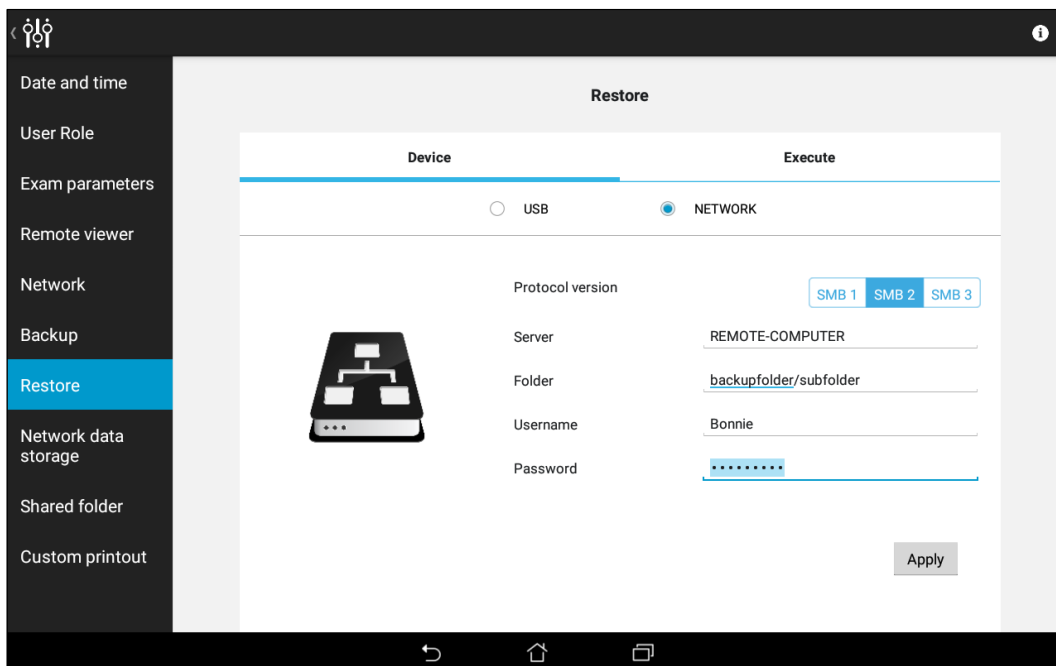 Date and time
User Role
Exam parameters
Remote viewer
Network
Backup
Restore
Network data
storage
Shared folder
Custom printout
Restore
Device Execute
USB NETWORK
Protocol version SMB 1 SMB 2 SMB 3
Server REMOTE-COMPUTER
Folder backupfolder/subfolder
Username Bonnie
Password •••••••••
Apply